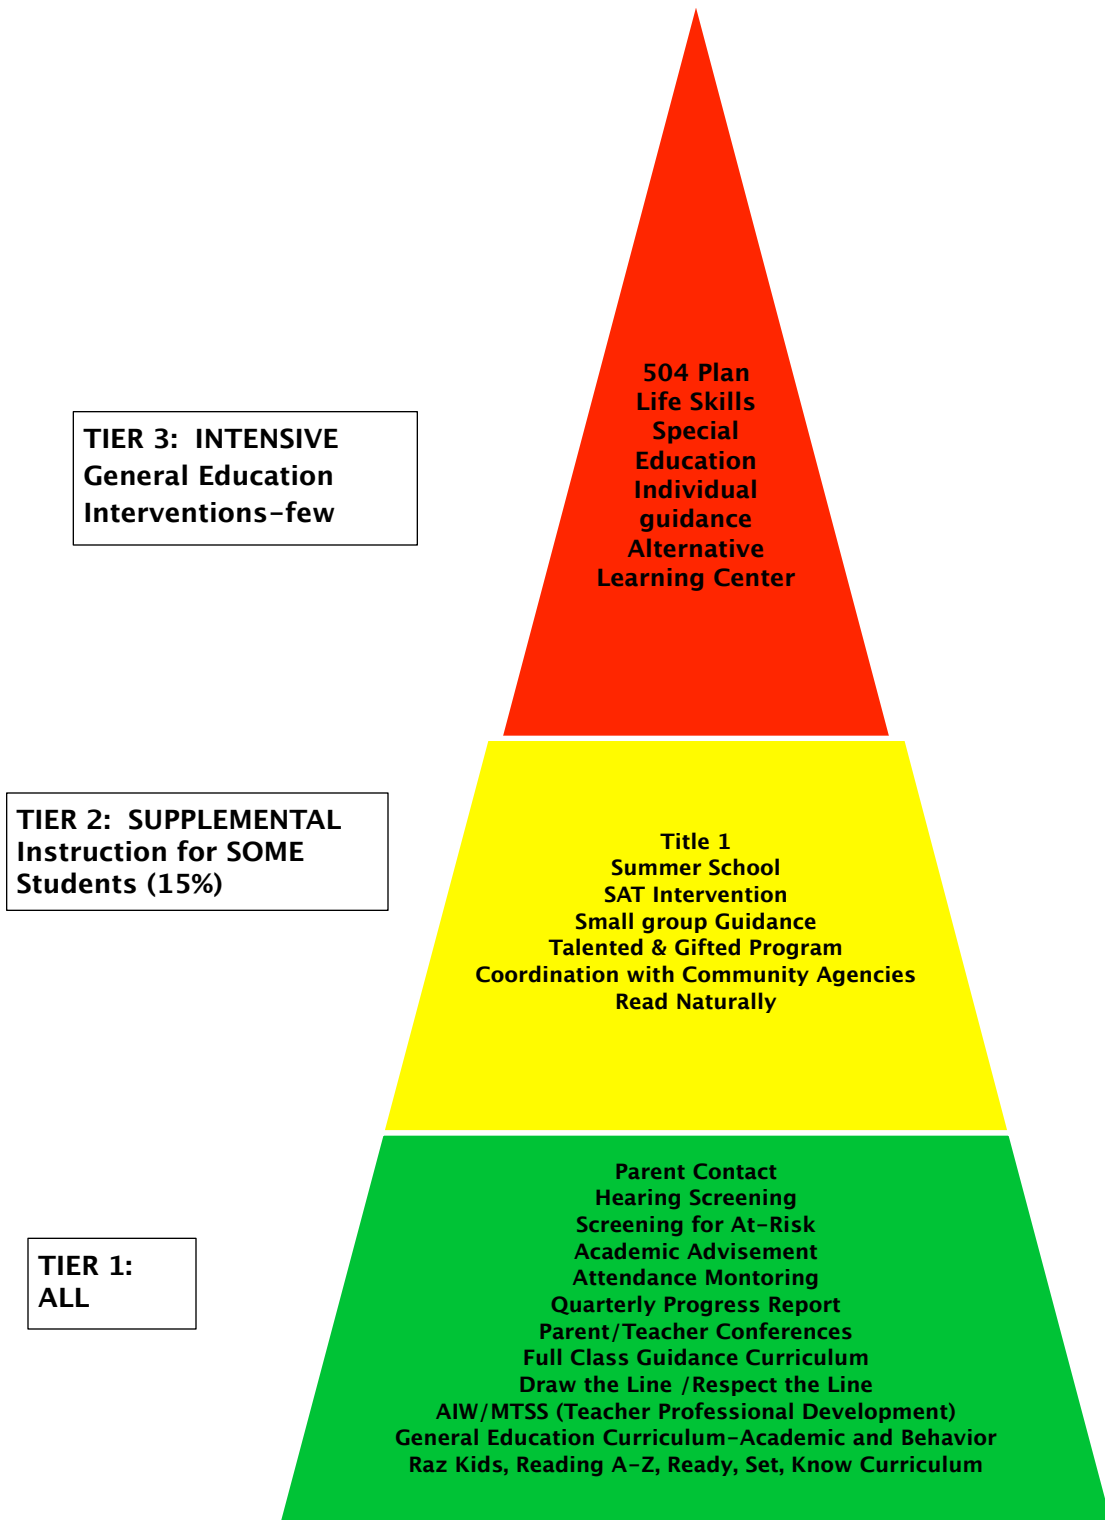 504 Plan
Life Skills
Special
Education
Individual
guidance
Alternative
Learning Center
TIER 3:  INTENSIVE
General Education
Interventions-few
TIER 2:  SUPPLEMENTAL
Instruction for SOME
Students (15%)
Title 1
Summer School
SAT Intervention
Small group Guidance
Talented & Gifted Program
Coordination with Community Agencies
Read Naturally
TIER 1:
ALL
Parent Contact
Hearing Screening
Screening for At-Risk
Academic Advisement
Attendance Montoring
Quarterly Progress Report
Parent/Teacher Conferences
Full Class Guidance Curriculum
Draw the Line /Respect the Line
AIW/MTSS (Teacher Professional Development)
General Education Curriculum-Academic and Behavior
Raz Kids, Reading A-Z, Ready, Set, Know Curriculum